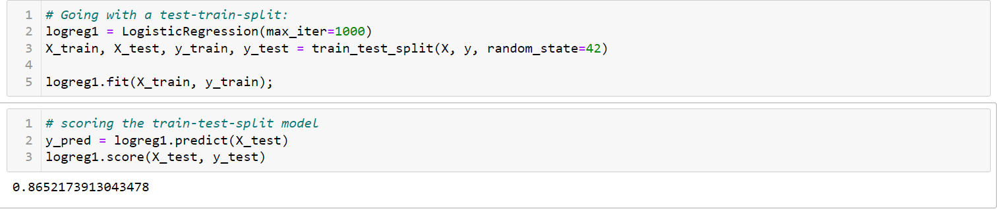 1 # Going with a test-train-split:
2 logreg1 = LogisticRegression(max_iter=1000)
3 X_train, X_test, y_train, y_test = train_test_split(X, y, random_state=42)
4
5 logreg1.fit(X_train, y_train);
1 # scoring the train-test-split model
2 y_pred = logreg1.predict(X_test)
3 logreg1.score(X_test, y_test)
0.8652173913043478